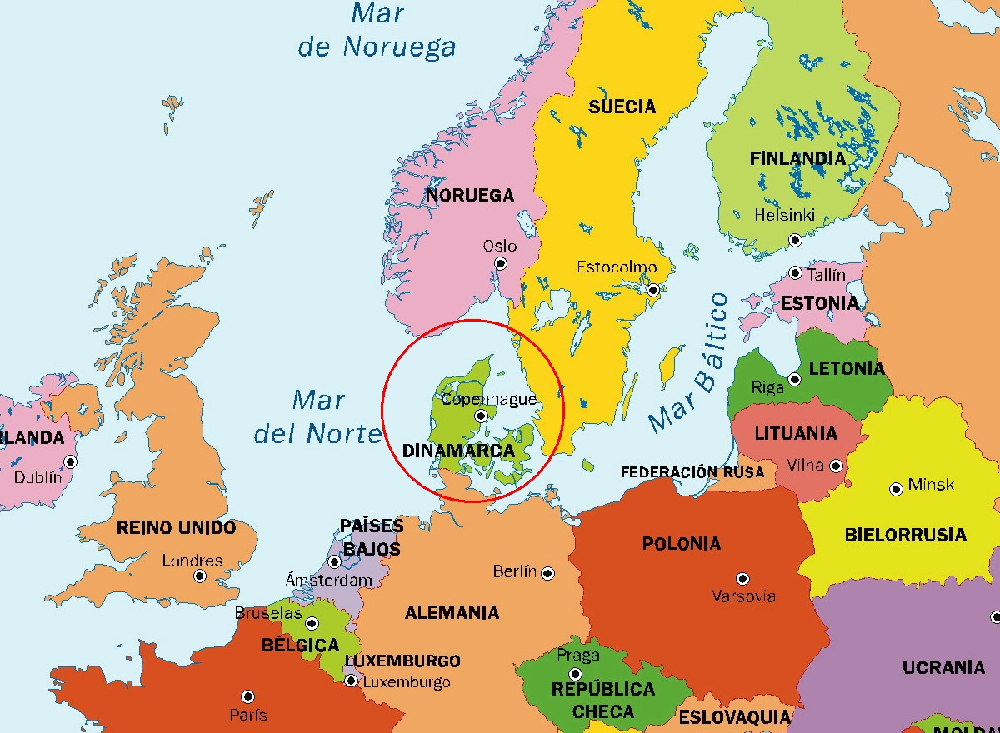 Mar
de Noruega
SUECIA
FINLANDIA
NORUEGA
Helsinki
Oslo
Estocolmo
Tallín
ESTONIA
Mar Báltico
LETONIA
Riga
Mar
del Norte
Copenhague
DINAMARCA
RLANDA
Dublín
LITUANIA
Vilna
FEDERACIÓN RUSA
Minsk
BIELORRUSIA
REINO UNIDO
Londres
PAÍSES
BAJOS
Ámsterdam
POLONIA
Berlín
Varsovia
ALEMANIA
Bruselas
BÉLGICA
LUXEMBURGO
Luxemburgo
Praga
REPÚBLICA
CHECA
UCRANIA
París
ESLOVAQUIA
MOLDA